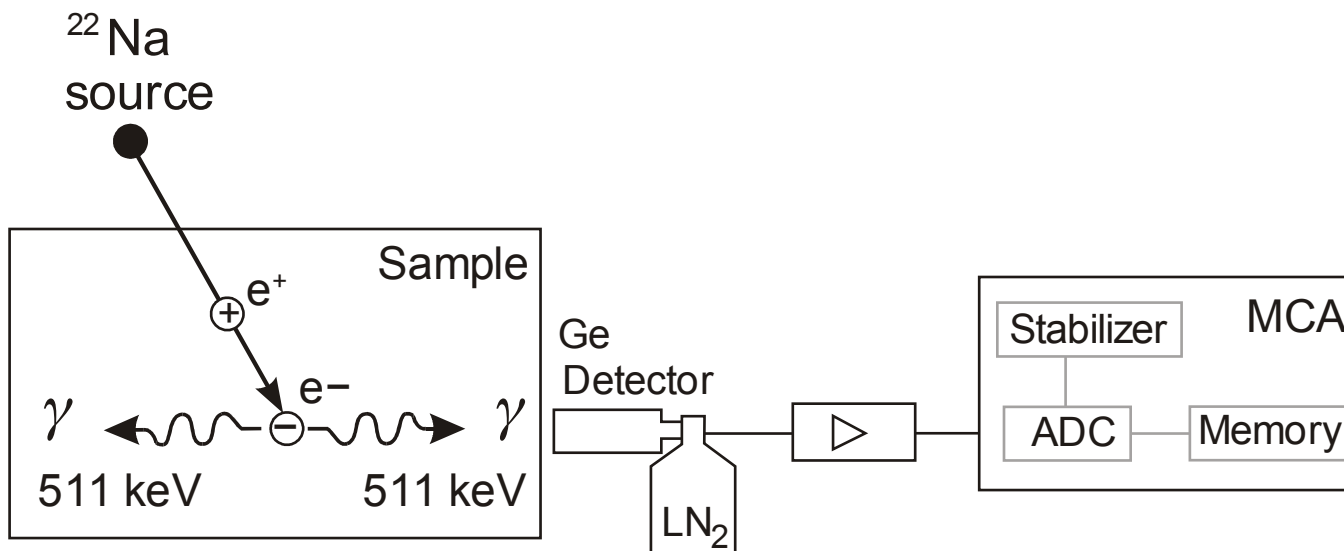 ²²Na
source
Sample
e⁺
e−
γ
γ
511 keV
511 keV
Ge
Detector
LN₂
MCA
Stabilizer
ADC
Memory